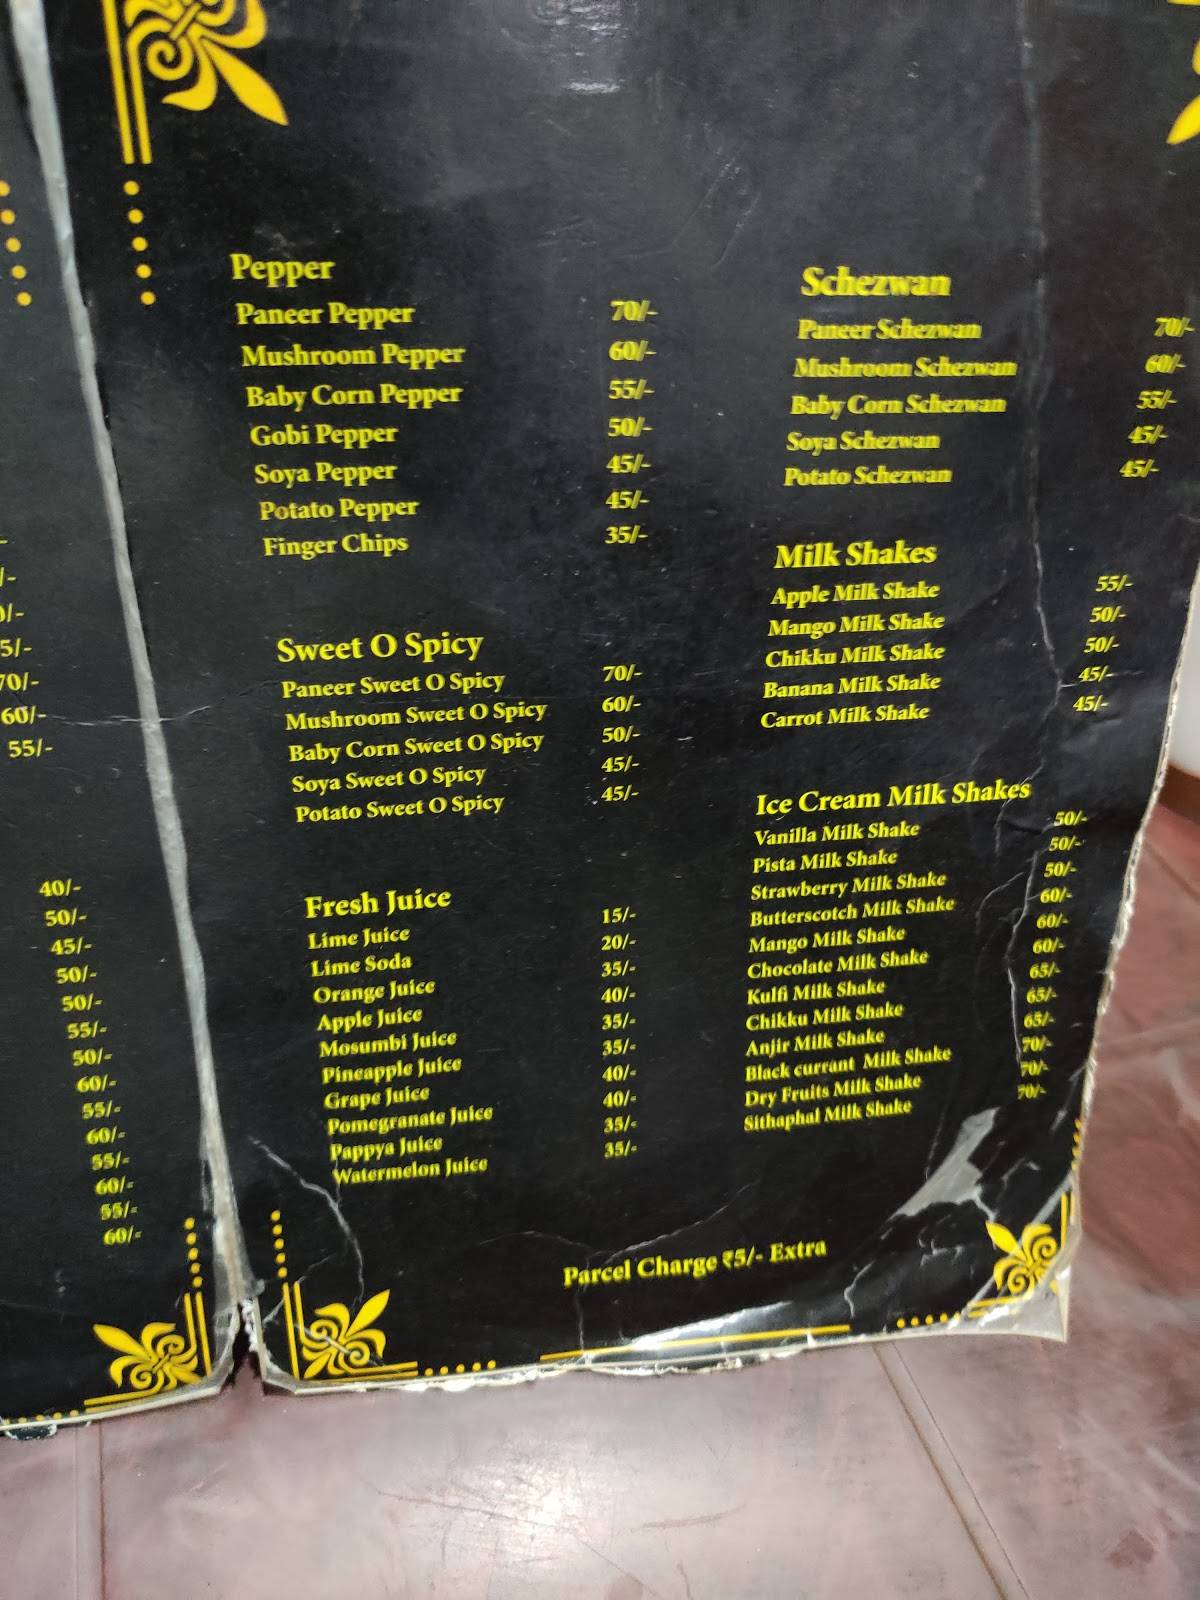 -
/-
0/-
5/-
70/-
60/-
55/-
40/-
50/-
45/-
50/-
50/-
55/-
50/-
60/-
55/-
60/-
55/-
60/-
55/-
60/-
Pepper
Paneer Pepper 70/-
Mushroom Pepper 60/-
Baby Corn Pepper 55/-
Gobi Pepper 50/-
Soya Pepper 45/-
Potato Pepper 45/-
Finger Chips 35/-
Sweet O Spicy
Paneer Sweet O Spicy 70/-
Mushroom Sweet O Spicy 60/-
Baby Corn Sweet O Spicy 50/-
Soya Sweet O Spicy 45/-
Potato Sweet O Spicy 45/-
Fresh Juice
Lime Juice 15/-
Lime Soda 20/-
Orange Juice 35/-
Apple Juice 40/-
Mosumbi Juice 35/-
Pineapple Juice 35/-
Grape Juice 40/-
Pomegranate Juice 40/-
Pappya Juice 35/-
Watermelon Juice 35/-
Schezwan
Paneer Schezwan 70/-
Mushroom Schezwan 60/-
Baby Corn Schezwan 55/-
Soya Schezwan 45/-
Potato Schezwan 45/-
Milk Shakes
Apple Milk Shake 55/-
Mango Milk Shake 50/-
Chikku Milk Shake 50/-
Banana Milk Shake 45/-
Carrot Milk Shake 45/-
Ice Cream Milk Shakes
Vanilla Milk Shake 50/-
Pista Milk Shake 50/-
Strawberry Milk Shake 50/-
Butterscotch Milk Shake 60/-
Mango Milk Shake 60/-
Chocolate Milk Shake 60/-
Kulfi Milk Shake 65/-
Chikku Milk Shake 65/-
Anjir Milk Shake 65/-
Black currant Milk Shake 70/-
Dry Fruits Milk Shake 70/-
Sithaphal Milk Shake 70/-
Parcel Charge ₹5/- Extra